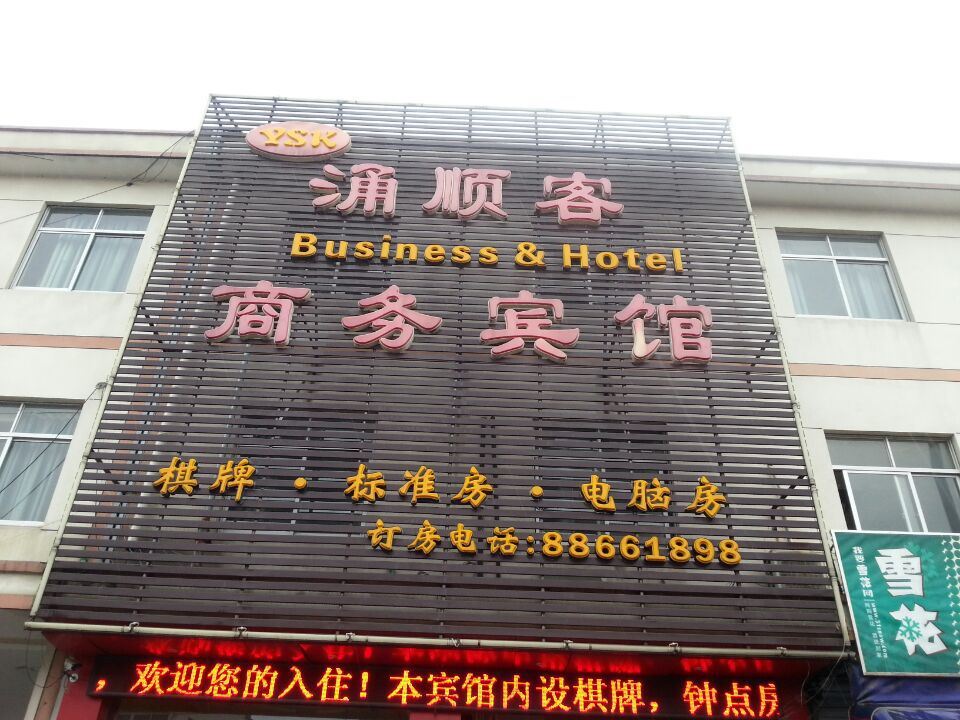 YSK
涌顺客
Business & Hotel
商务宾馆
棋牌·标准房·电脑房
订房电话:88661898
，欢迎您的入住！本宾馆内设棋牌，钟点房
雪花